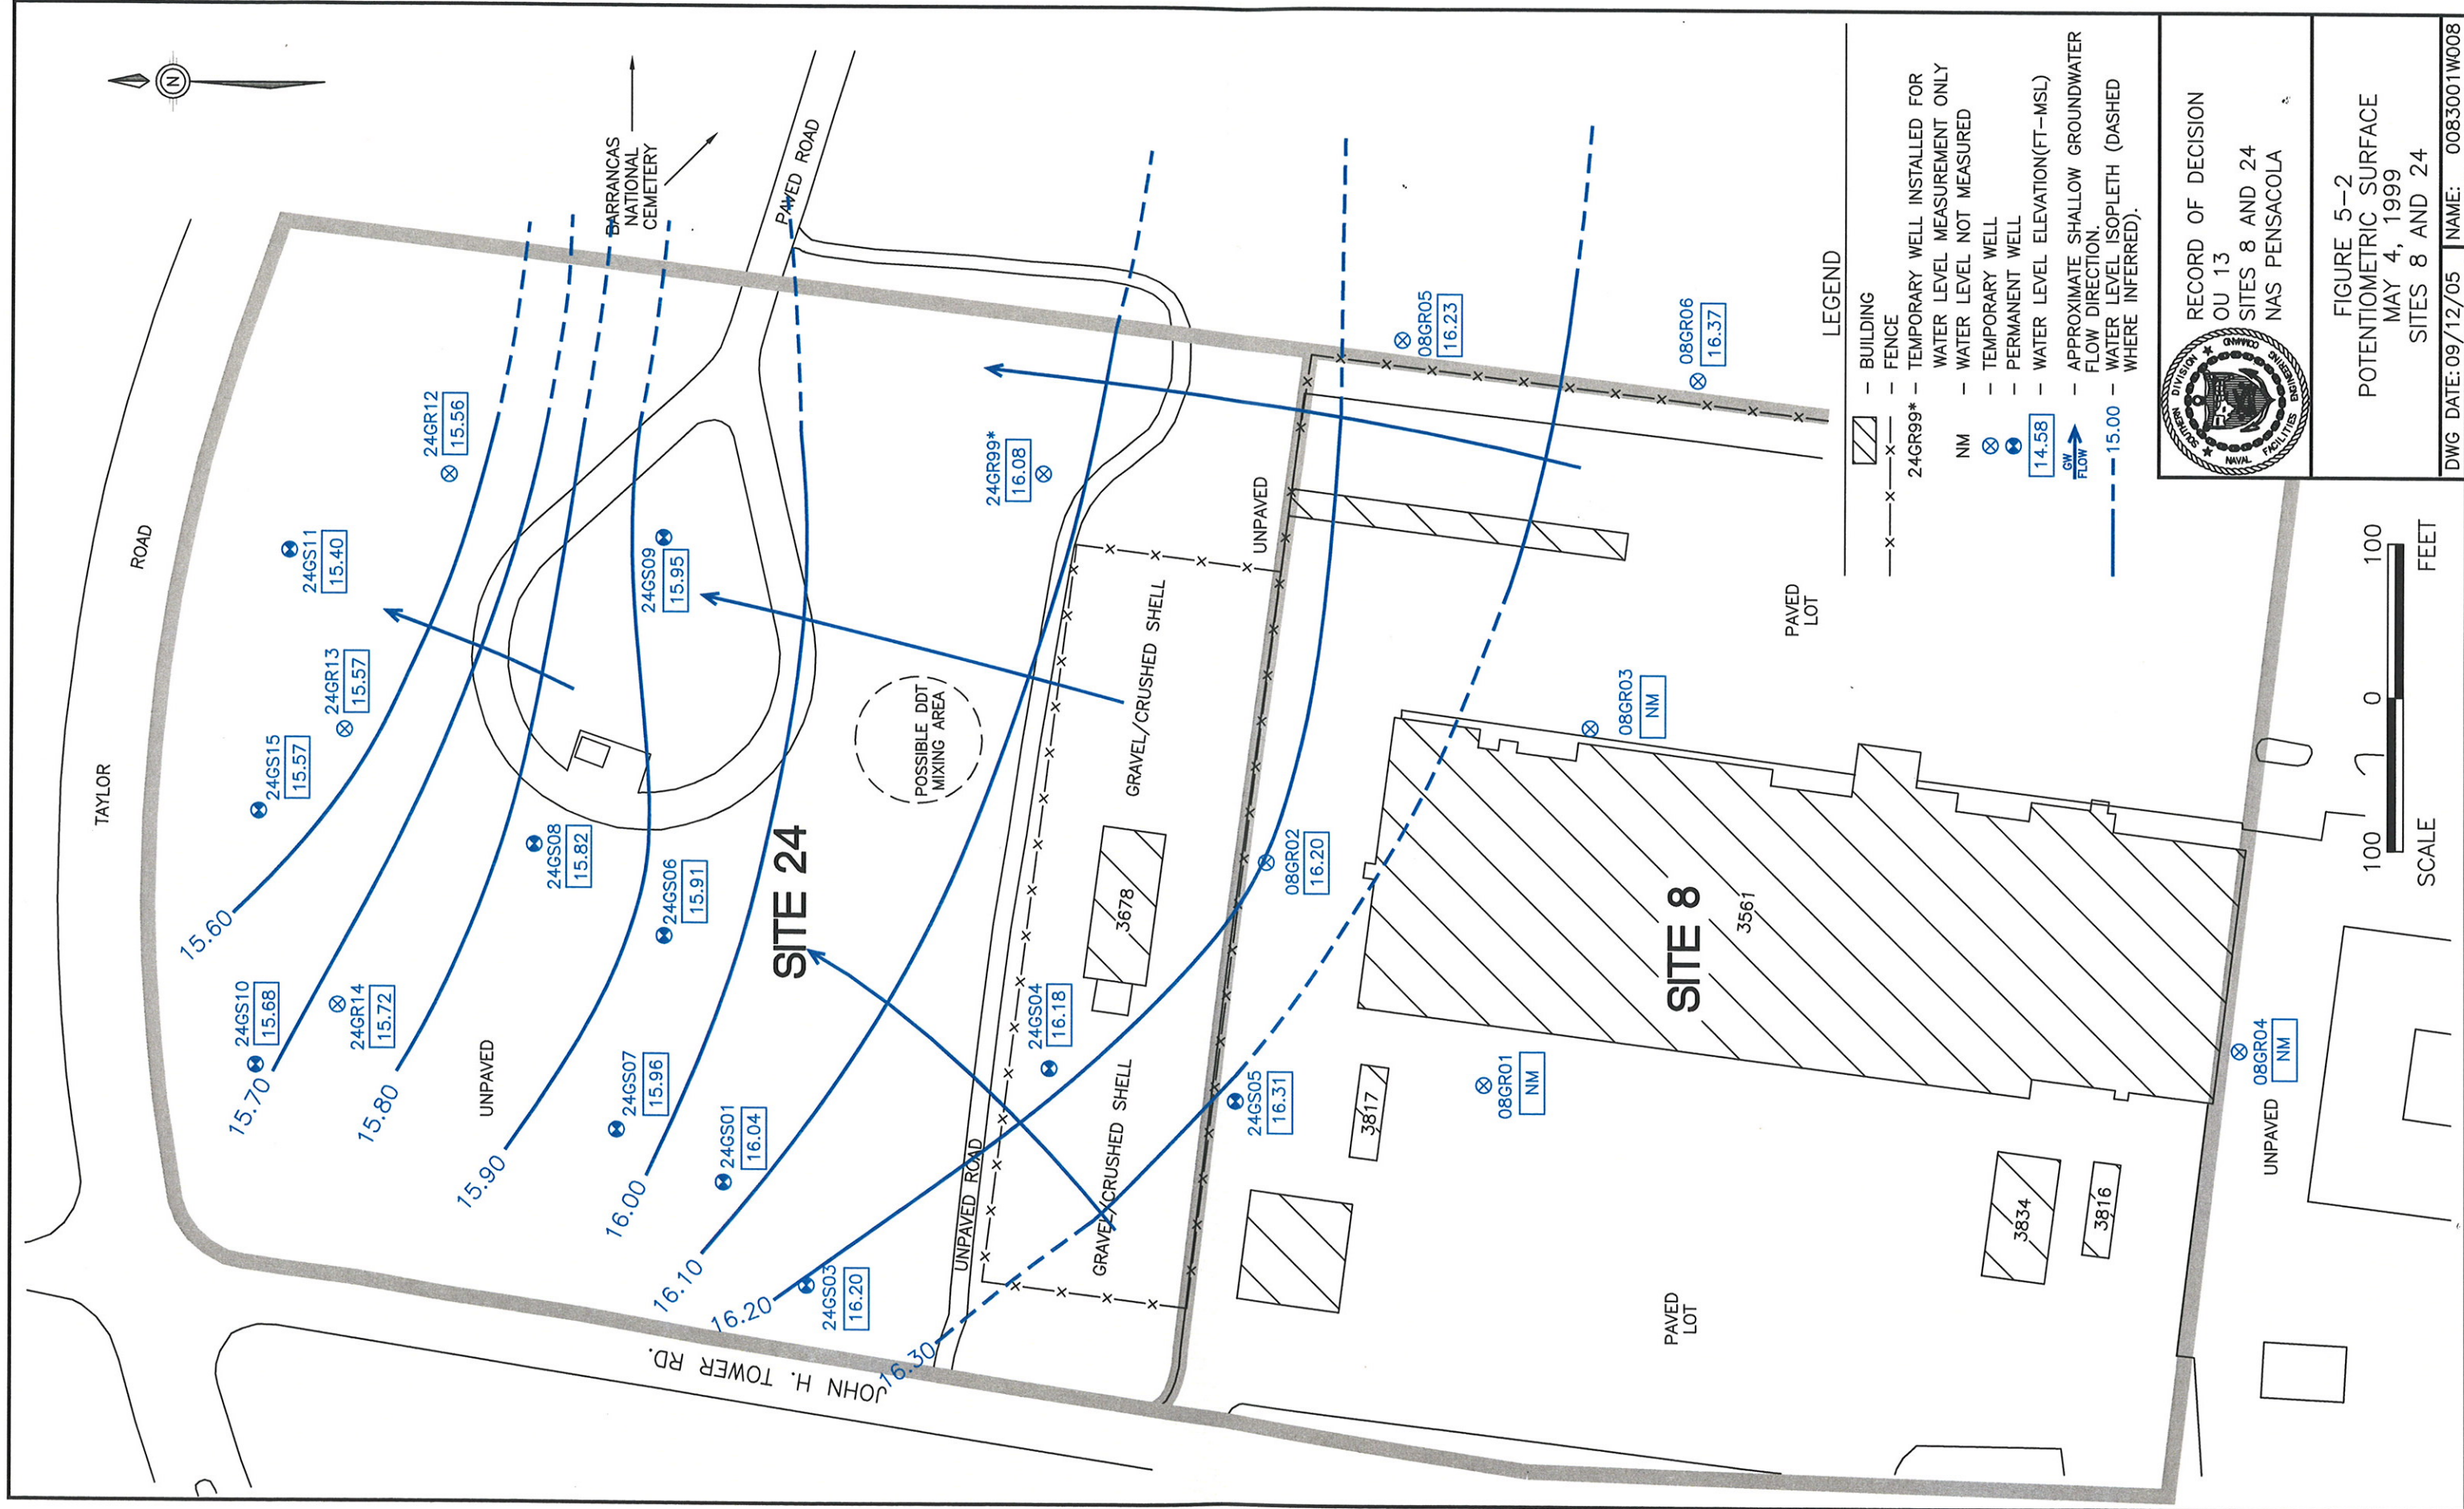 TAYLOR
ROAD
N
BARRANCAS
NATIONAL
CEMETERY
PAVED ROAD
24GR12
15.56
24GS11
15.40
24GR13
15.57
24GS15
15.57
24GS10
15.68
24GR14
15.72
24GS08
15.82
24GS09
15.95
24GS06
15.91
24GS07
15.96
24GS01
16.04
24GS03
16.20
24GS04
16.18
24GS05
16.31
24GR99*
16.08
08GR02
16.20
08GR05
16.23
08GR06
16.37
08GR03
NM
08GR01
NM
08GR04
NM
15.60
15.70
15.80
15.90
16.00
16.10
16.20
16.30
UNPAVED
SITE 24
POSSIBLE DDT
MIXING AREA
UNPAVED ROAD
GRAVEL/CRUSHED SHELL
GRAVEL/CRUSHED SHELL
UNPAVED
3678
JOHN H. TOWER RD.
3817
SITE 8
3561
PAVED
LOT
PAVED
LOT
3834
3816
UNPAVED
LEGEND
- BUILDING
- FENCE
24GR99* - TEMPORARY WELL INSTALLED FOR
WATER LEVEL MEASUREMENT ONLY
NM - WATER LEVEL NOT MEASURED
- TEMPORARY WELL
- PERMANENT WELL
14.58 - WATER LEVEL ELEVATION(FT-MSL)
GW
FLOW
- APPROXIMATE SHALLOW GROUNDWATER
FLOW DIRECTION.
15.00 - WATER LEVEL ISOPLETH (DASHED
WHERE INFERRED).
100 0 100
SCALE FEET
SOUTHERN DIVISION
NAVAL FACILITIES ENGINEERING COMMAND
RECORD OF DECISION
OU 13
SITES 8 AND 24
NAS PENSACOLA
FIGURE 5-2
POTENTIOMETRIC SURFACE
MAY 4, 1999
SITES 8 AND 24
DWG DATE: 09/12/05 NAME: 0083001W008